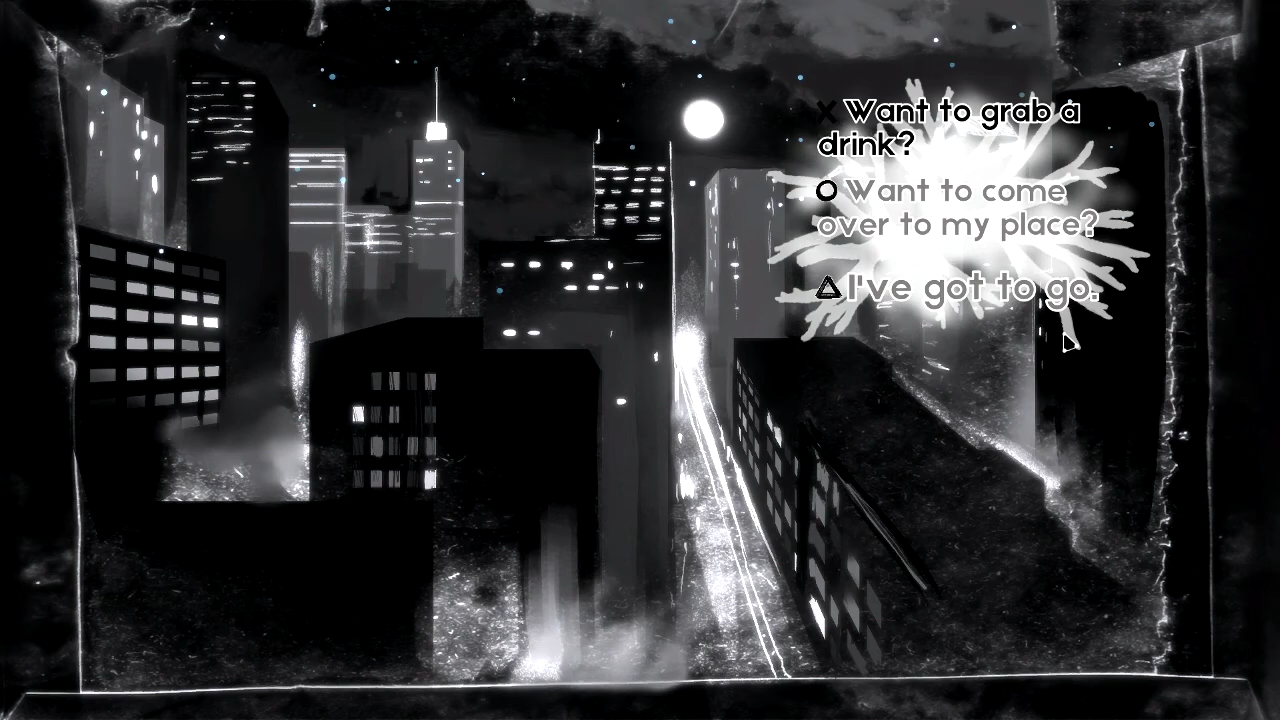 Want to grab a
drink?
Want to come
over to my place?
I've got to go.